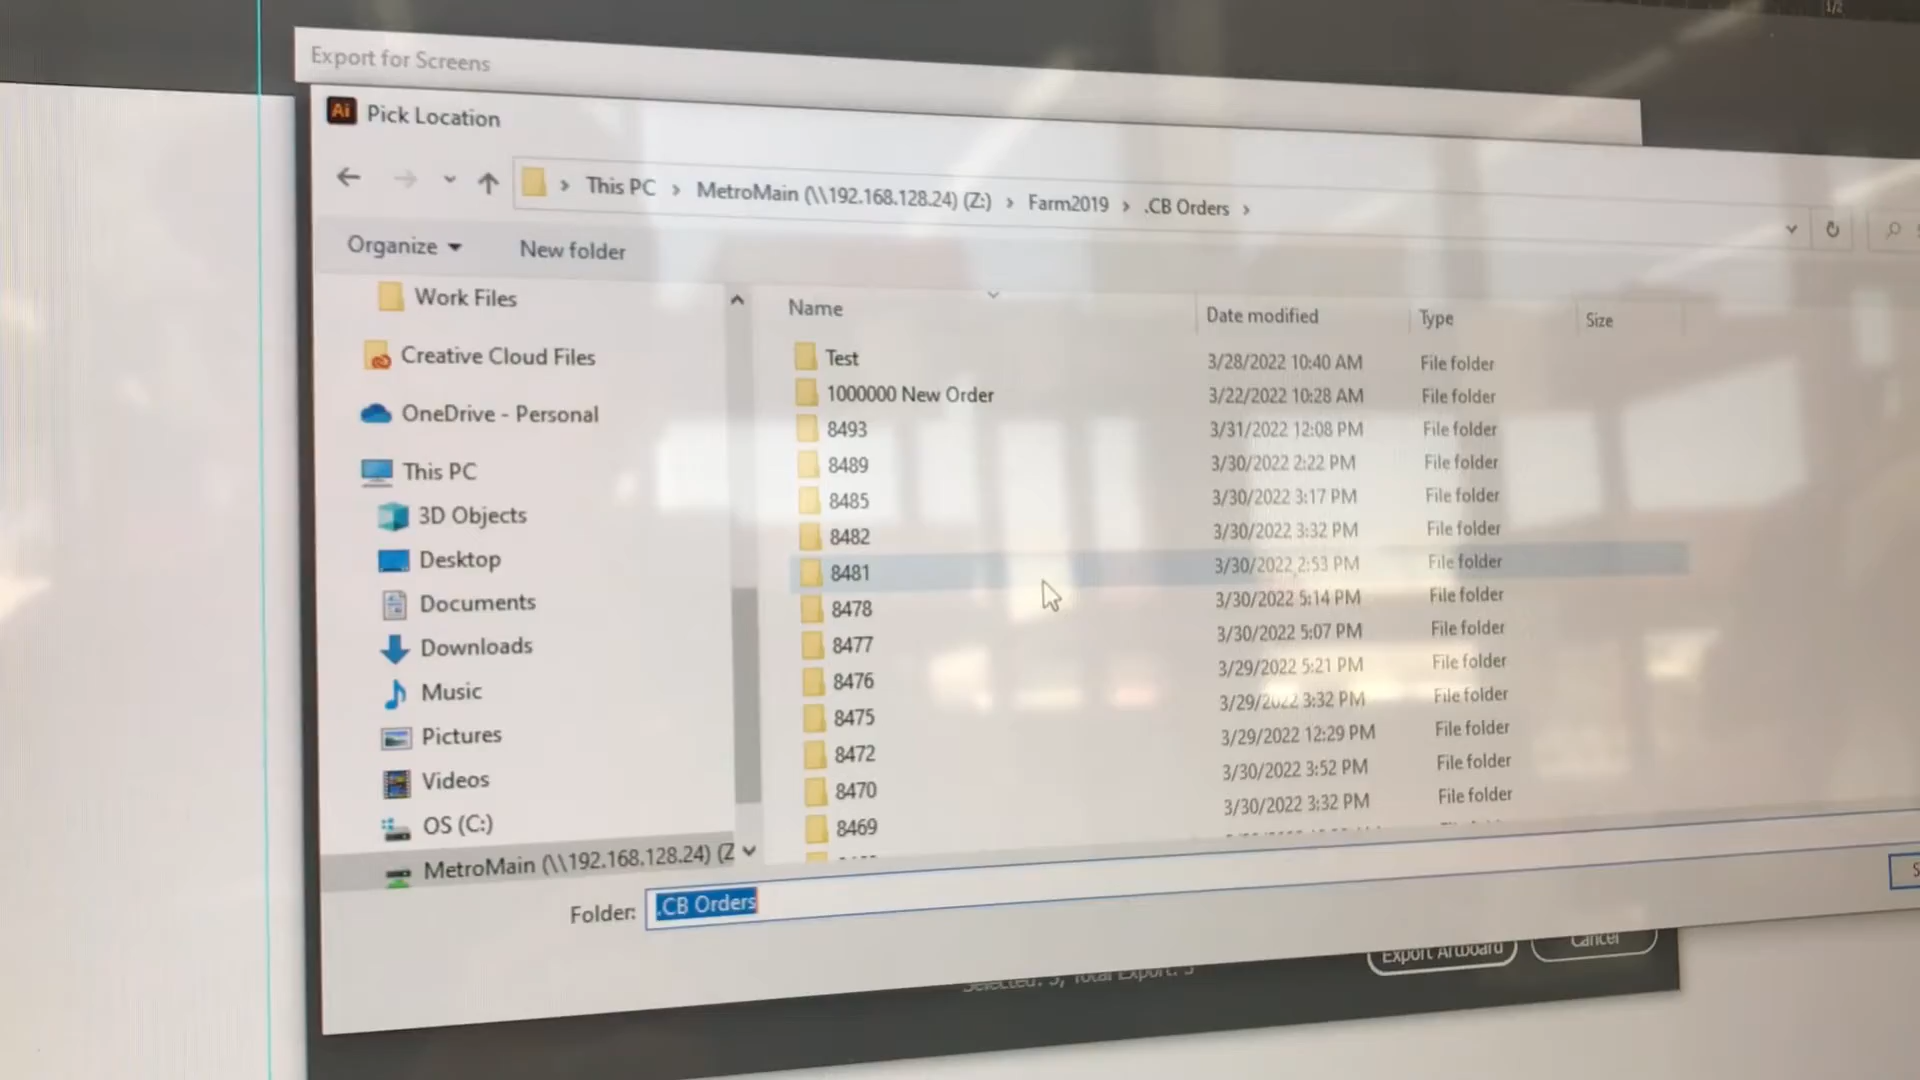 1/2
Export for Screens
Ai Pick Location
This PC > MetroMain (\\192.168.128.24) (Z:) > Farm2019 > .CB Orders >
Organize New folder
Name Date modified Type Size
Work Files
Creative Cloud Files
OneDrive - Personal
This PC
3D Objects
Desktop
Documents
Downloads
Music
Pictures
Videos
OS (C:)
MetroMain (\\192.168.128.24) (Z
Test 3/28/2022 10:40 AM File folder
1000000 New Order 3/22/2022 10:28 AM File folder
8493 3/31/2022 12:08 PM File folder
8489 3/30/2022 2:22 PM File folder
8485 3/30/2022 3:17 PM File folder
8482 3/30/2022 3:32 PM File folder
8481 3/30/2022 2:53 PM File folder
8478 3/30/2022 5:14 PM File folder
8477 3/30/2022 5:07 PM File folder
8476 3/29/2022 5:21 PM File folder
8475 3/29/2022 3:32 PM File folder
8472 3/29/2022 12:29 PM File folder
8470 3/30/2022 3:52 PM File folder
8469 3/30/2022 3:32 PM File folder
Folder: .CB Orders
Export Artboard Cancel
Selected: 3, Total Export: 3